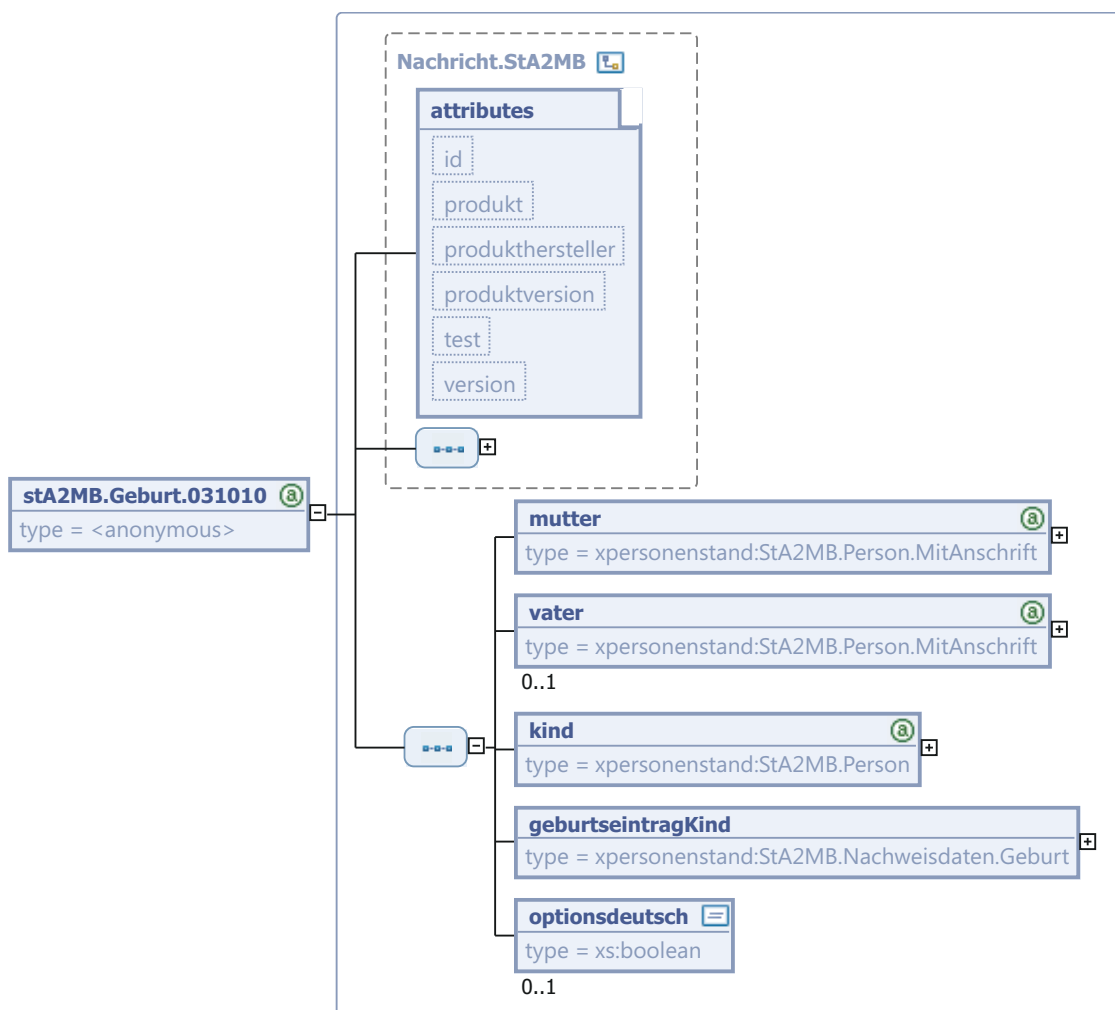 Nachricht.StA2MB
attributes
id
produkt
produkthersteller
produktversion
test
version
stA2MB.Geburt.031010
type = <anonymous>
mutter
type = xpersonenstand:StA2MB.Person.MitAnschrift
vater
type = xpersonenstand:StA2MB.Person.MitAnschrift
0..1
kind
type = xpersonenstand:StA2MB.Person
geburtseintragKind
type = xpersonenstand:StA2MB.Nachweisdaten.Geburt
optionsdeutsch
type = xs:boolean
0..1